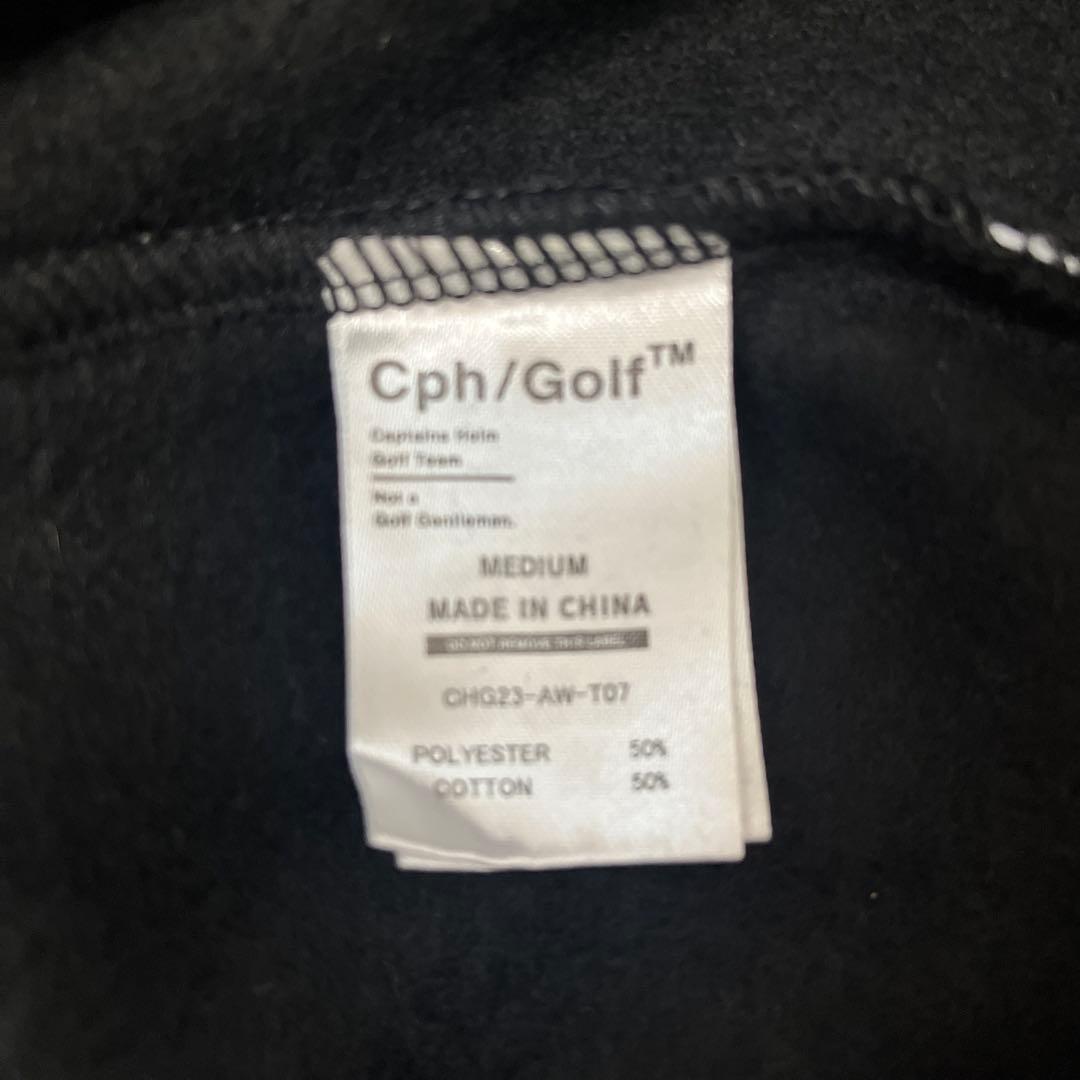 Cph/Golf™
Captains Helm
Golf Team
Not a
Golf Gentleman.
MEDIUM
MADE IN CHINA
DO NOT REMOVE THIS LABEL
CHG23-AW-T07
POLYESTER 50%
COTTON 50%